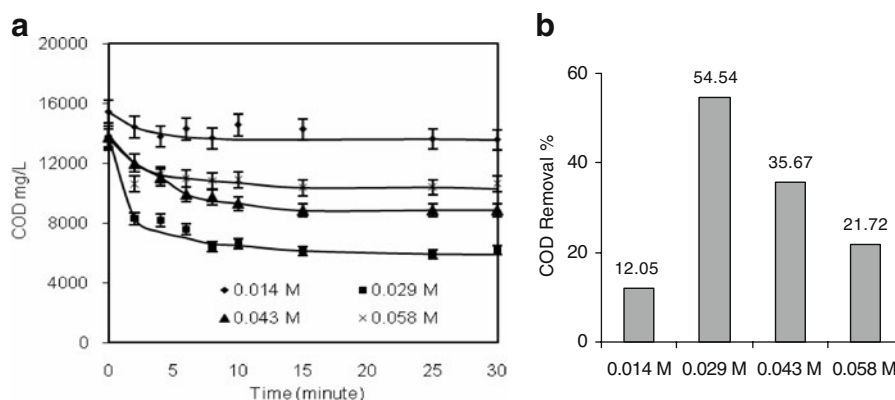 a
20000
16000
12000
8000
4000
0
COD mg/L
0.014 M
0.029 M
0.043 M
0.058 M
0 5 10 15 20 25 30
Time (minute)
b
60
40
20
0
COD Removal %
12.05
54.54
35.67
21.72
0.014 M 0.029 M 0.043 M 0.058 M